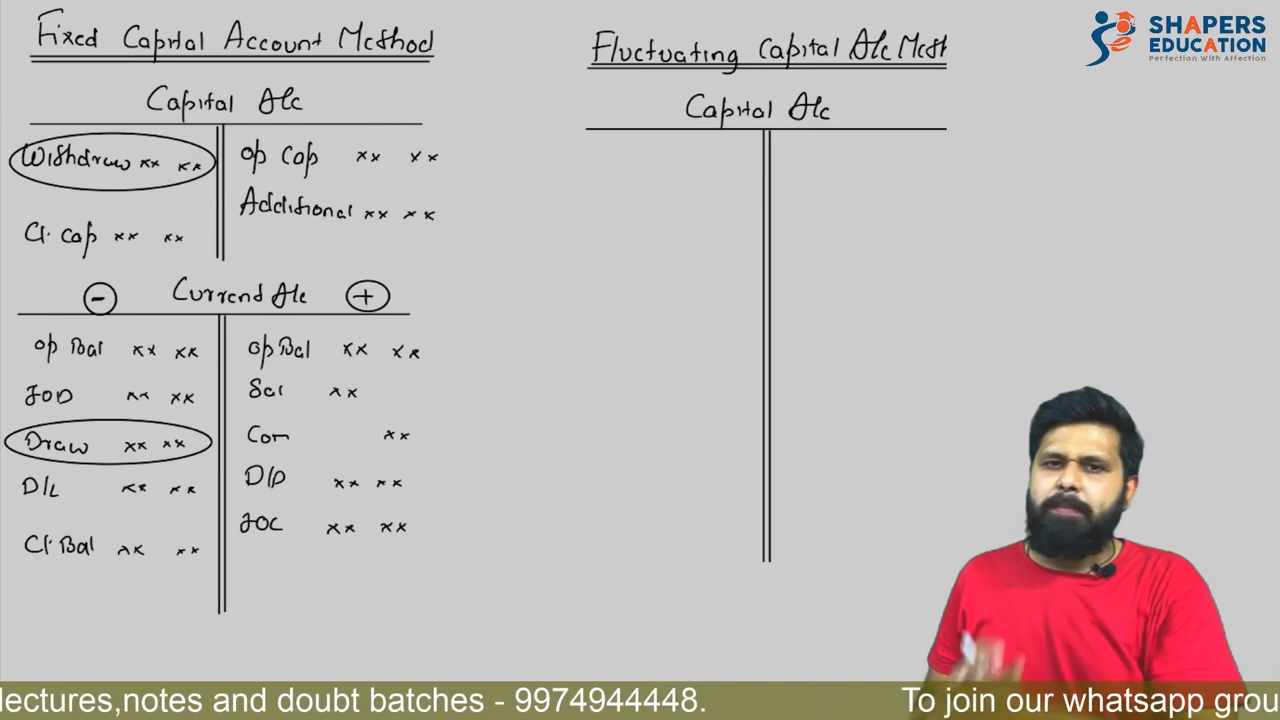 Fixed Capital Account Method
Capital A/c
Withdraw xx xx
op Cap xx xx
Additional xx xx
Cl. Cap xx xx
- Current A/c +
op Bal xx xx
op Bal xx xx
IOD xx xx
Sal xx
Draw xx xx
Com xx
D/L xx xx
D/P xx xx
IOC xx xx
Cl. Bal xx xx
Fluctuating Capital A/c Meth
Capital A/c
SHAPERS
EDUCATION
Perfection With Affection
lectures,notes and doubt batches - 9974944448.
To join our whatsapp grou